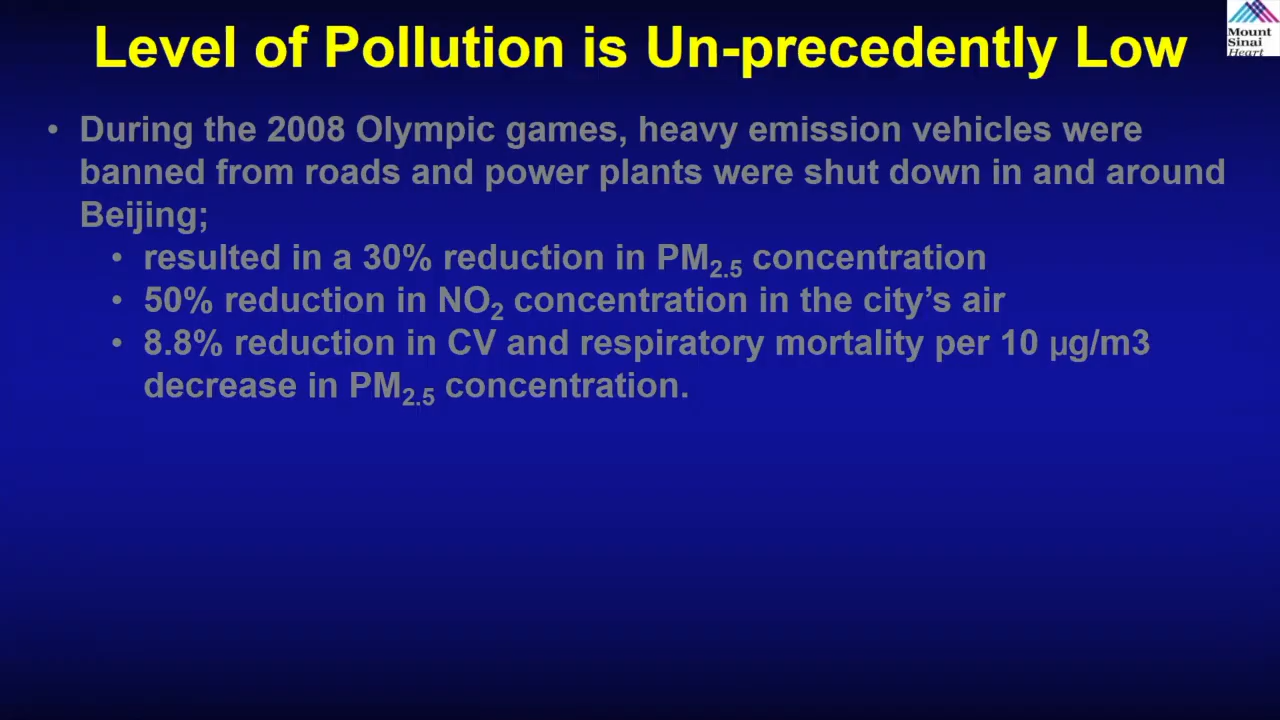 Level of Pollution is Un-precedently Low
Mount
Sinai
Heart
• During the 2008 Olympic games, heavy emission vehicles were
banned from roads and power plants were shut down in and around
Beijing;
• resulted in a 30% reduction in PM2.5 concentration
• 50% reduction in NO2 concentration in the city’s air
• 8.8% reduction in CV and respiratory mortality per 10 µg/m3
decrease in PM2.5 concentration.